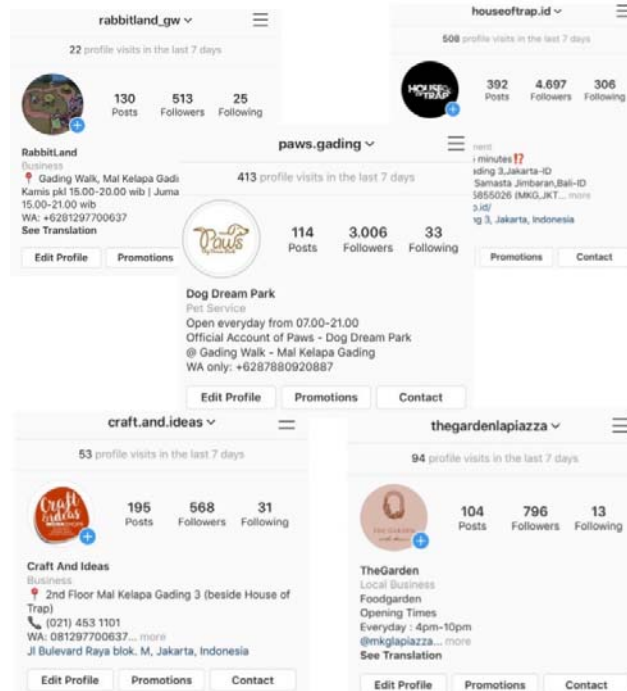 rabbitland_gw
22 profile visits in the last 7 days
130 513 25
Posts Followers Following
RabbitLand
Business
Gading Walk, Mal Kelapa Gadi
Kamis pkl 15.00-20.00 wib | Juma
15.00-21.00 wib
WA: +6281297700637
See Translation
Edit Profile Promotions
houseoftrap.id
508 profile visits in the last 7 days
HOUSE OF TRAP
392 4.697 306
Posts Followers Following
minutes⁉️
ading 3,Jakarta-ID
Samasta Jimbaran,Bali-ID
5855026 (MKG,JKT... more
o.id/
ng 3, Jakarta, Indonesia
Promotions Contact
paws.gading
413 profile visits in the last 7 days
Paws
114 3.006 33
Posts Followers Following
Dog Dream Park
Pet Service
Open everyday from 07.00-21.00
Official Account of Paws - Dog Dream Park
@ Gading Walk - Mal Kelapa Gading
WA only: +6287880920887
Edit Profile Promotions Contact
craft.and.ideas
53 profile visits in the last 7 days
Craft
&ideas
195 568 31
Posts Followers Following
Craft And Ideas
Business
2nd Floor Mal Kelapa Gading 3 (beside House of
Trap)
(021) 453 1101
WA: 081297700637... more
Jl Bulevard Raya blok. M, Jakarta, Indonesia
Edit Profile Promotions Contact
thegardenlapiazza
94 profile visits in the last 7 days
THE GARDEN
104 796 13
Posts Followers Following
TheGarden
Local Business
Foodgarden
Opening Times
Everyday : 4pm-10pm
@mkglapiazza... more
See Translation
Edit Profile Promotions Contact